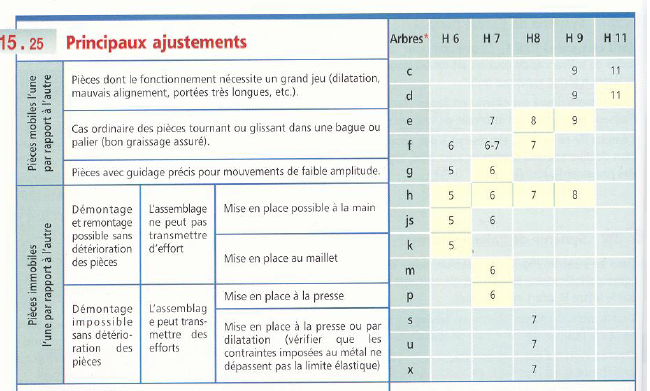 15.25 Principaux ajustements Arbres* H 6 H 7 H8 H 9 H 11
Pièces mobiles l'une
par rapport à l'autre
Pièces dont le fonctionnement nécessite un grand jeu (dilatation,
mauvais alignement, portées très longues, etc.).
c 9 11
d 9 11
Cas ordinaire des pièces tournant ou glissant dans une bague ou
palier (bon graissage assuré).
e 7 8 9
f 6 6-7 7
Pièces avec guidage précis pour mouvements de faible amplitude.
g 5 6
Pièces immobiles
l'une par rapport à l'autre
Démontage
et remontage
possible sans
détérioration
des pièces
L'assemblage
ne peut pas
transmettre
d'effort
Mise en place possible à la main
h 5 6 7 8
js 5 6
Mise en place au maillet
k 5
m 6
Démontage
impossible
sans détério-
ration des
pièces
L'assemblag
e peut trans-
mettre des
efforts
Mise en place à la presse
p 6
Mise en place à la presse ou par
dilatation (vérifier que les
contraintes imposées au métal ne
dépassent pas la limite élastique)
s 7
u 7
x 7